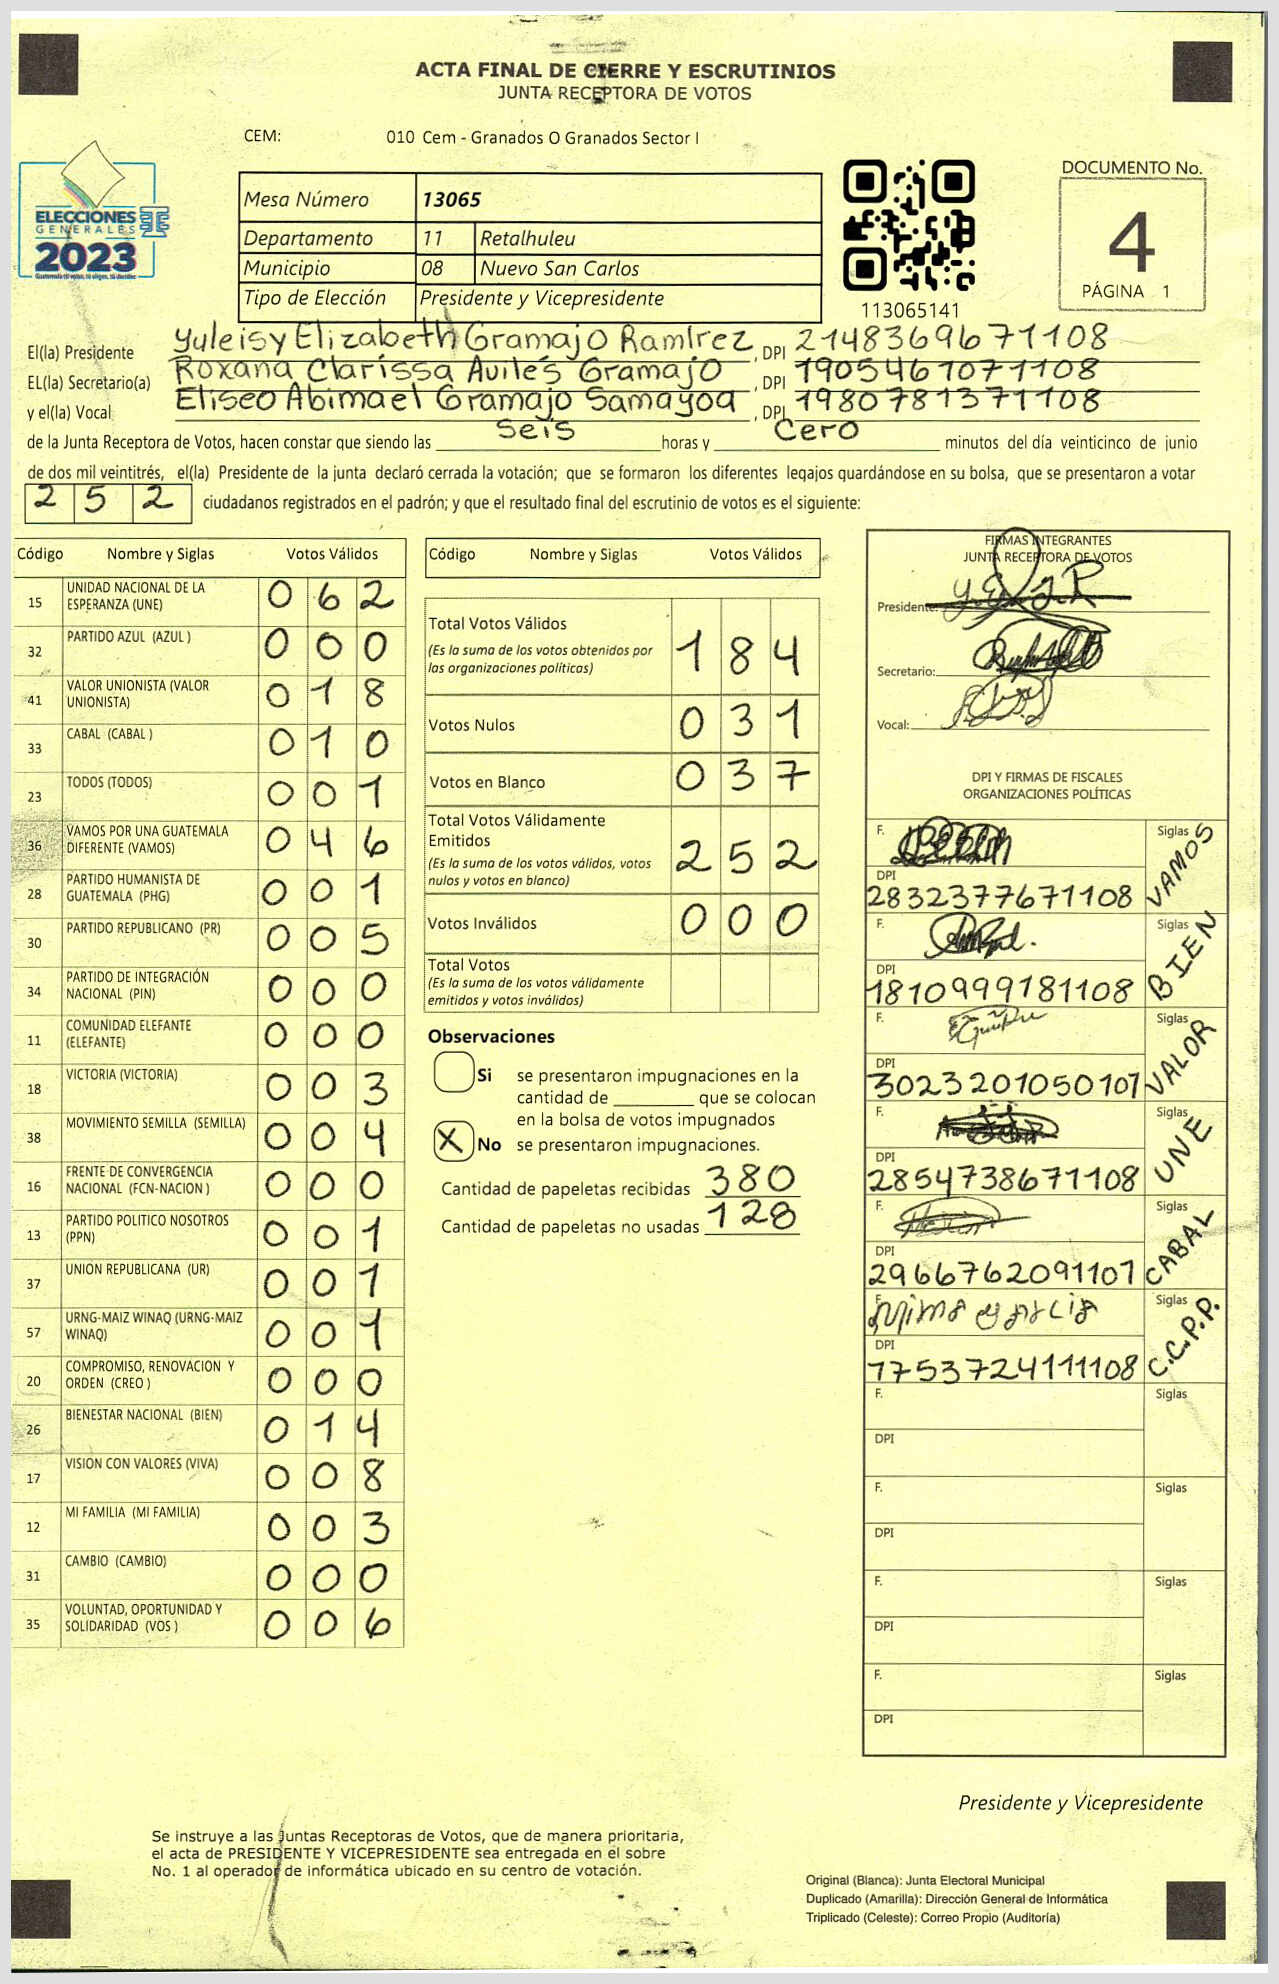 ACTA FINAL DE CIERRE Y ESCRUTINIOS
JUNTA RECEPTORA DE VOTOS
CEM: 010 Cem - Granados O Granados Sector I
ELECCIONES
GENERALES
2023
Guatemala tú votas, tú eliges, tú decides
Mesa Número 13065
Departamento 11 Retalhuleu
Municipio 08 Nuevo San Carlos
Tipo de Elección Presidente y Vicepresidente
113065141
DOCUMENTO No.
4
PÁGINA 1
El(la) Presidente Yuleisy Elizabeth Gramajo Ramírez, DPI 2148369671108
EL(la) Secretario(a) Roxana Clarissa Avilés Gramajo, DPI 1905461071108
y el(la) Vocal Eliseo Abimael Gramajo Samayoa, DPI 1980781371108
de la Junta Receptora de Votos, hacen constar que siendo las seis horas y Cero minutos del día veinticinco de junio
de dos mil veintitrés, el(la) Presidente de la junta declaró cerrada la votación; que se formaron los diferentes legajos guardándose en su bolsa, que se presentaron a votar
2 5 2 ciudadanos registrados en el padrón; y que el resultado final del escrutinio de votos es el siguiente:
Código Nombre y Siglas Votos Válidos
15 UNIDAD NACIONAL DE LA ESPERANZA (UNE) 0 6 2
32 PARTIDO AZUL (AZUL ) 0 0 0
41 VALOR UNIONISTA (VALOR UNIONISTA) 0 1 8
33 CABAL (CABAL ) 0 1 0
23 TODOS (TODOS) 0 0 1
36 VAMOS POR UNA GUATEMALA DIFERENTE (VAMOS) 0 4 6
28 PARTIDO HUMANISTA DE GUATEMALA (PHG) 0 0 1
30 PARTIDO REPUBLICANO (PR) 0 0 5
34 PARTIDO DE INTEGRACIÓN NACIONAL (PIN) 0 0 0
11 COMUNIDAD ELEFANTE (ELEFANTE) 0 0 0
18 VICTORIA (VICTORIA) 0 0 3
38 MOVIMIENTO SEMILLA (SEMILLA) 0 0 4
16 FRENTE DE CONVERGENCIA NACIONAL (FCN-NACION ) 0 0 0
13 PARTIDO POLITICO NOSOTROS (PPN) 0 0 1
37 UNION REPUBLICANA (UR) 0 0 1
57 URNG-MAIZ WINAQ (URNG-MAIZ WINAQ) 0 0 1
20 COMPROMISO, RENOVACION Y ORDEN (CREO ) 0 0 0
26 BIENESTAR NACIONAL (BIEN) 0 1 4
17 VISION CON VALORES (VIVA) 0 0 8
12 MI FAMILIA (MI FAMILIA) 0 0 3
31 CAMBIO (CAMBIO) 0 0 0
35 VOLUNTAD, OPORTUNIDAD Y SOLIDARIDAD (VOS ) 0 0 6
Código Nombre y Siglas Votos Válidos
Total Votos Válidos 1 8 4
(Es la suma de los votos obtenidos por
las organizaciones políticas)
Votos Nulos 0 3 1
Votos en Blanco 0 3 7
Total Votos Válidamente
Emitidos 2 5 2
(Es la suma de los votos válidos, votos
nulos y votos en blanco)
Votos Inválidos 0 0 0
Total Votos
(Es la suma de los votos válidamente
emitidos y votos inválidos)
Observaciones
Si se presentaron impugnaciones en la
cantidad de ________ que se colocan
en la bolsa de votos impugnados
X No se presentaron impugnaciones.
Cantidad de papeletas recibidas 380
Cantidad de papeletas no usadas 128
FIRMAS INTEGRANTES
JUNTA RECEPTORA DE VOTOS
Presidente:
Secretario:
Vocal:
DPI Y FIRMAS DE FISCALES
ORGANIZACIONES POLÍTICAS
F. Siglas VAMOS
DPI
2832377671108
F. Siglas BIEN
DPI
1810999181108
F. Siglas VALOR
DPI
3023201050107
F. Siglas UNE
DPI
2854738671108
F. Siglas CABAL
DPI
2966762091101
F. Siglas C.C.P.P.
DPI
1753724111108
F. Siglas
DPI
F. Siglas
DPI
F. Siglas
DPI
F. Siglas
DPI
Presidente y Vicepresidente
Se instruye a las Juntas Receptoras de Votos, que de manera prioritaria,
el acta de PRESIDENTE Y VICEPRESIDENTE sea entregada en el sobre
No. 1 al operador de informática ubicado en su centro de votación.
Original (Blanca): Junta Electoral Municipal
Duplicado (Amarilla): Dirección General de Informática
Triplicado (Celeste): Correo Propio (Auditoría)